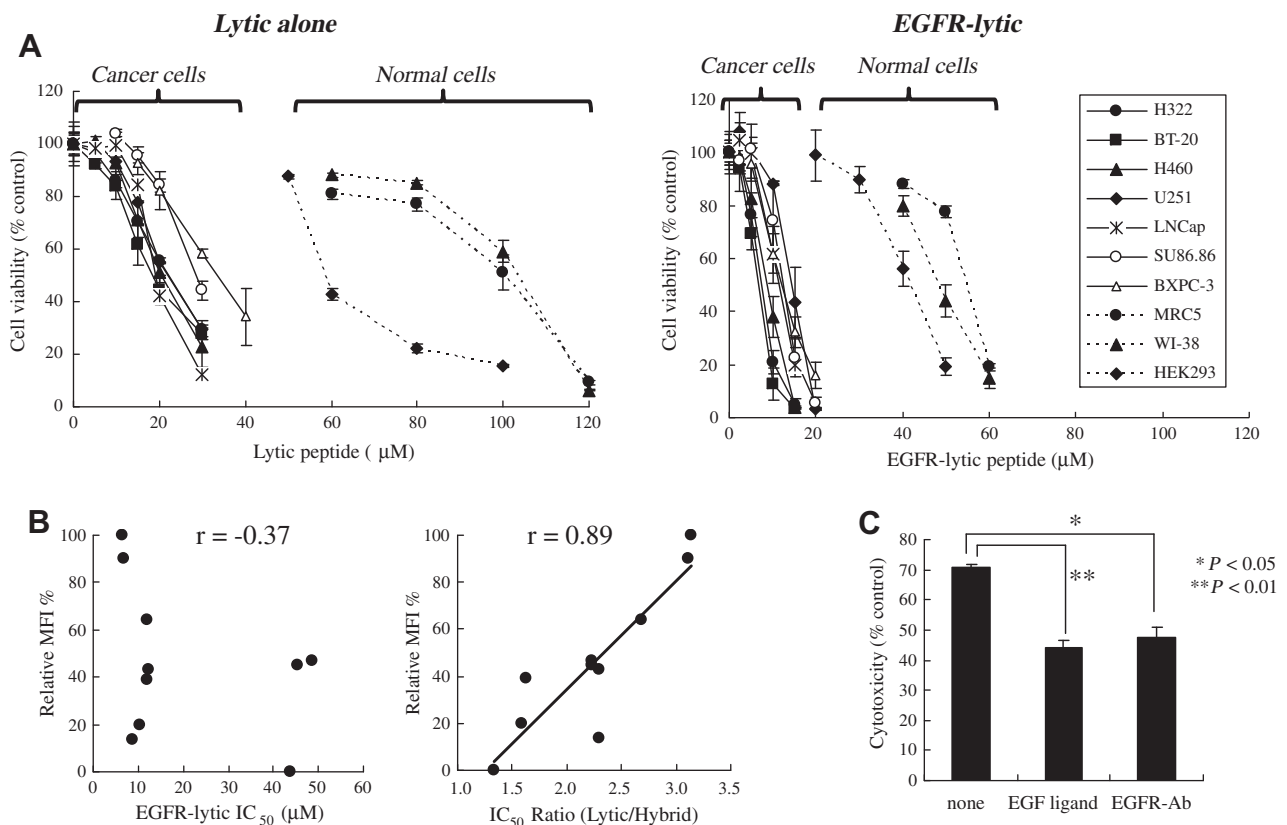 Lytic alone
EGFR-lytic
A
Cancer cells
Normal cells
Cancer cells
Normal cells
120
100
80
60
40
20
0
Cell viability (% control)
0
20
40
60
80
100
120
Lytic peptide ( μM)
120
100
80
60
40
20
0
Cell viability (% control)
0
20
40
60
80
100
120
EGFR-lytic peptide (μM)
H322
BT-20
H460
U251
LNCap
SU86.86
BXPC-3
MRC5
WI-38
HEK293
B
r = -0.37
100
80
60
40
20
0
Relative MFI %
0
10
20
30
40
50
60
EGFR-lytic IC50 (μM)
r = 0.89
100
80
60
40
20
0
Relative MFI %
1.0
1.5
2.0
2.5
3.0
3.5
IC50 Ratio (Lytic/Hybrid)
C
*
**
* P < 0.05
** P < 0.01
80
70
60
50
40
30
20
10
0
Cytotoxicity (% control)
none
EGF ligand
EGFR-Ab